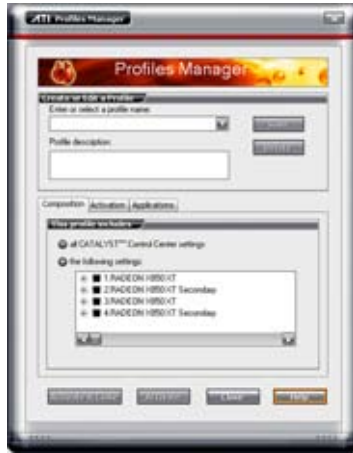 ATI Profiles Manager
Profiles Manager
Create or Edit a Profile
Enter or select a profile name:
Profile description:
Composition Activation Applications
This profile includes
all CATALYST™ Control Center settings
the following settings:
1.RADEON X850 XT
2.RADEON X850 XT Secondary
3.RADEON X850 XT
4.RADEON X850 XT Secondary
Close Help